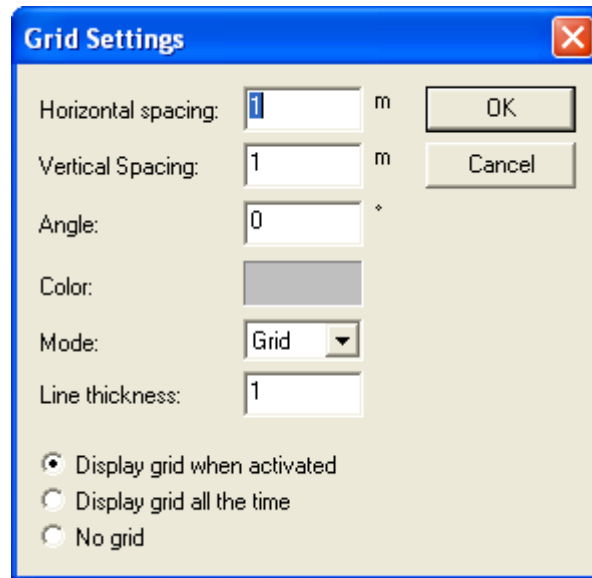 Grid Settings
Horizontal spacing: 1 m OK
Vertical Spacing: 1 m Cancel
Angle: 0 °
Color:
Mode: Grid
Line thickness: 1
Display grid when activated
Display grid all the time
No grid